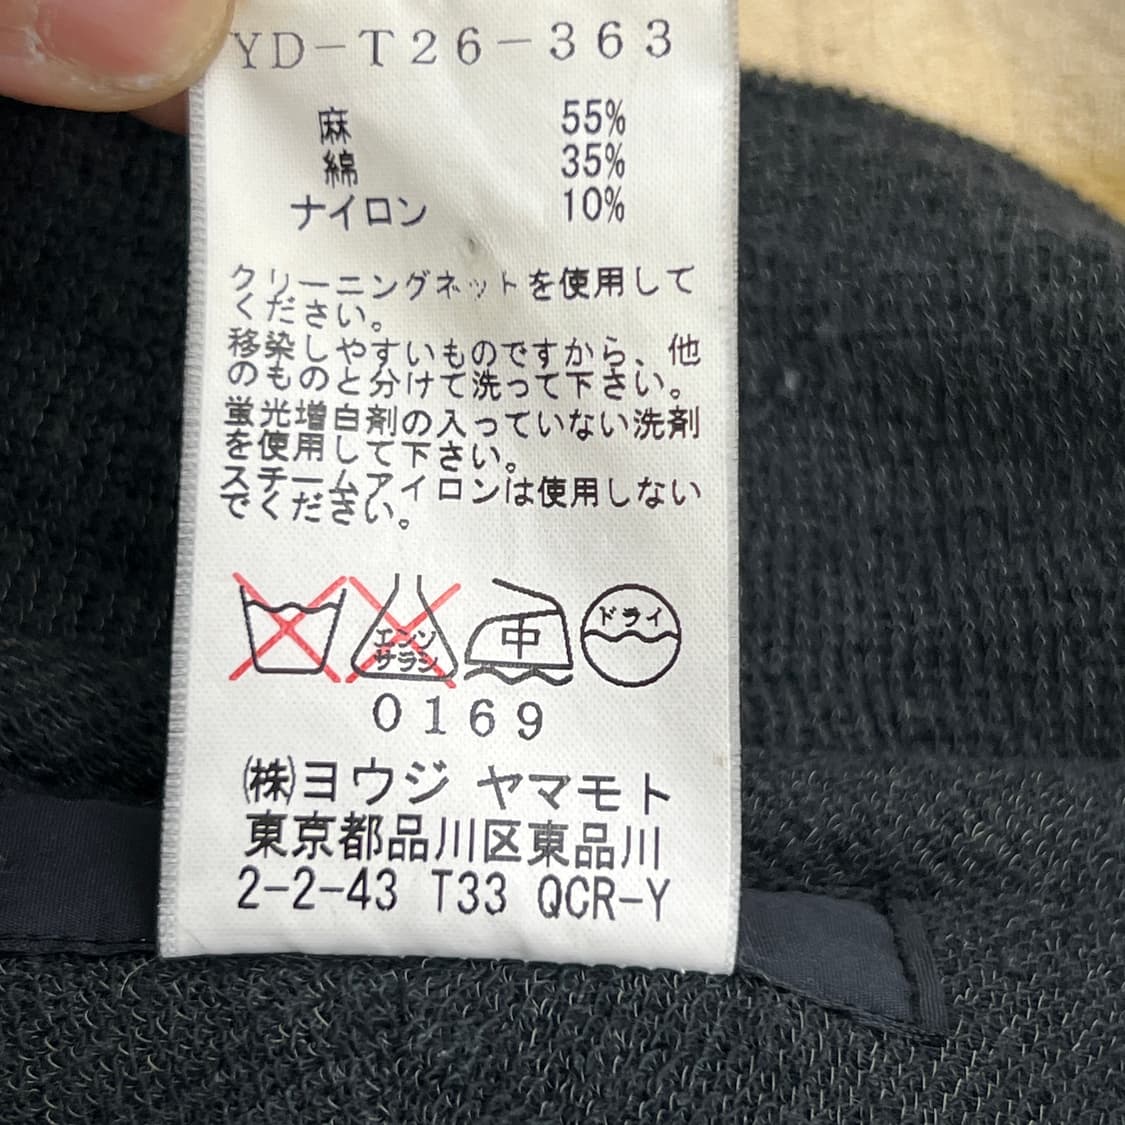 YD-T26-363
麻 55%
綿 35%
ナイロン 10%
クリーニングネットを使用して
ください。
移染しやすいものですから、他
のものと分けて洗って下さい。
蛍光増白剤の入っていない洗剤
を使用して下さい。
スチームアイロンは使用しない
でください。
エンソ
サラシ
中
ドライ
0169
㈱ヨウジ ヤマモト
東京都品川区東品川
2-2-43 T33 QCR-Y